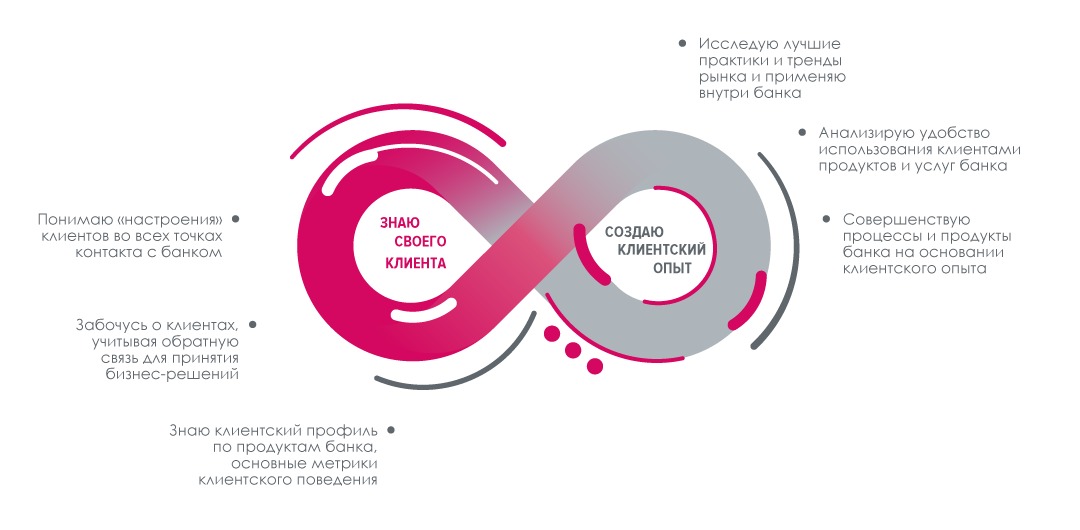 Исследую лучшие
практики и тренды
рынка и применяю
внутри банка
Анализирую удобство
использования клиентами
продуктов и услуг банка
Совершенствую
процессы и продукты
банка на основании
клиентского опыта
ЗНАЮ
СВОЕГО
КЛИЕНТА
СОЗДАЮ
КЛИЕНТСКИЙ
ОПЫТ
Понимаю «настроения»
клиентов во всех точках
контакта с банком
Забочусь о клиентах,
учитывая обратную
связь для принятия
бизнес-решений
Знаю клиентский профиль
по продуктам банка,
основные метрики
клиентского поведения